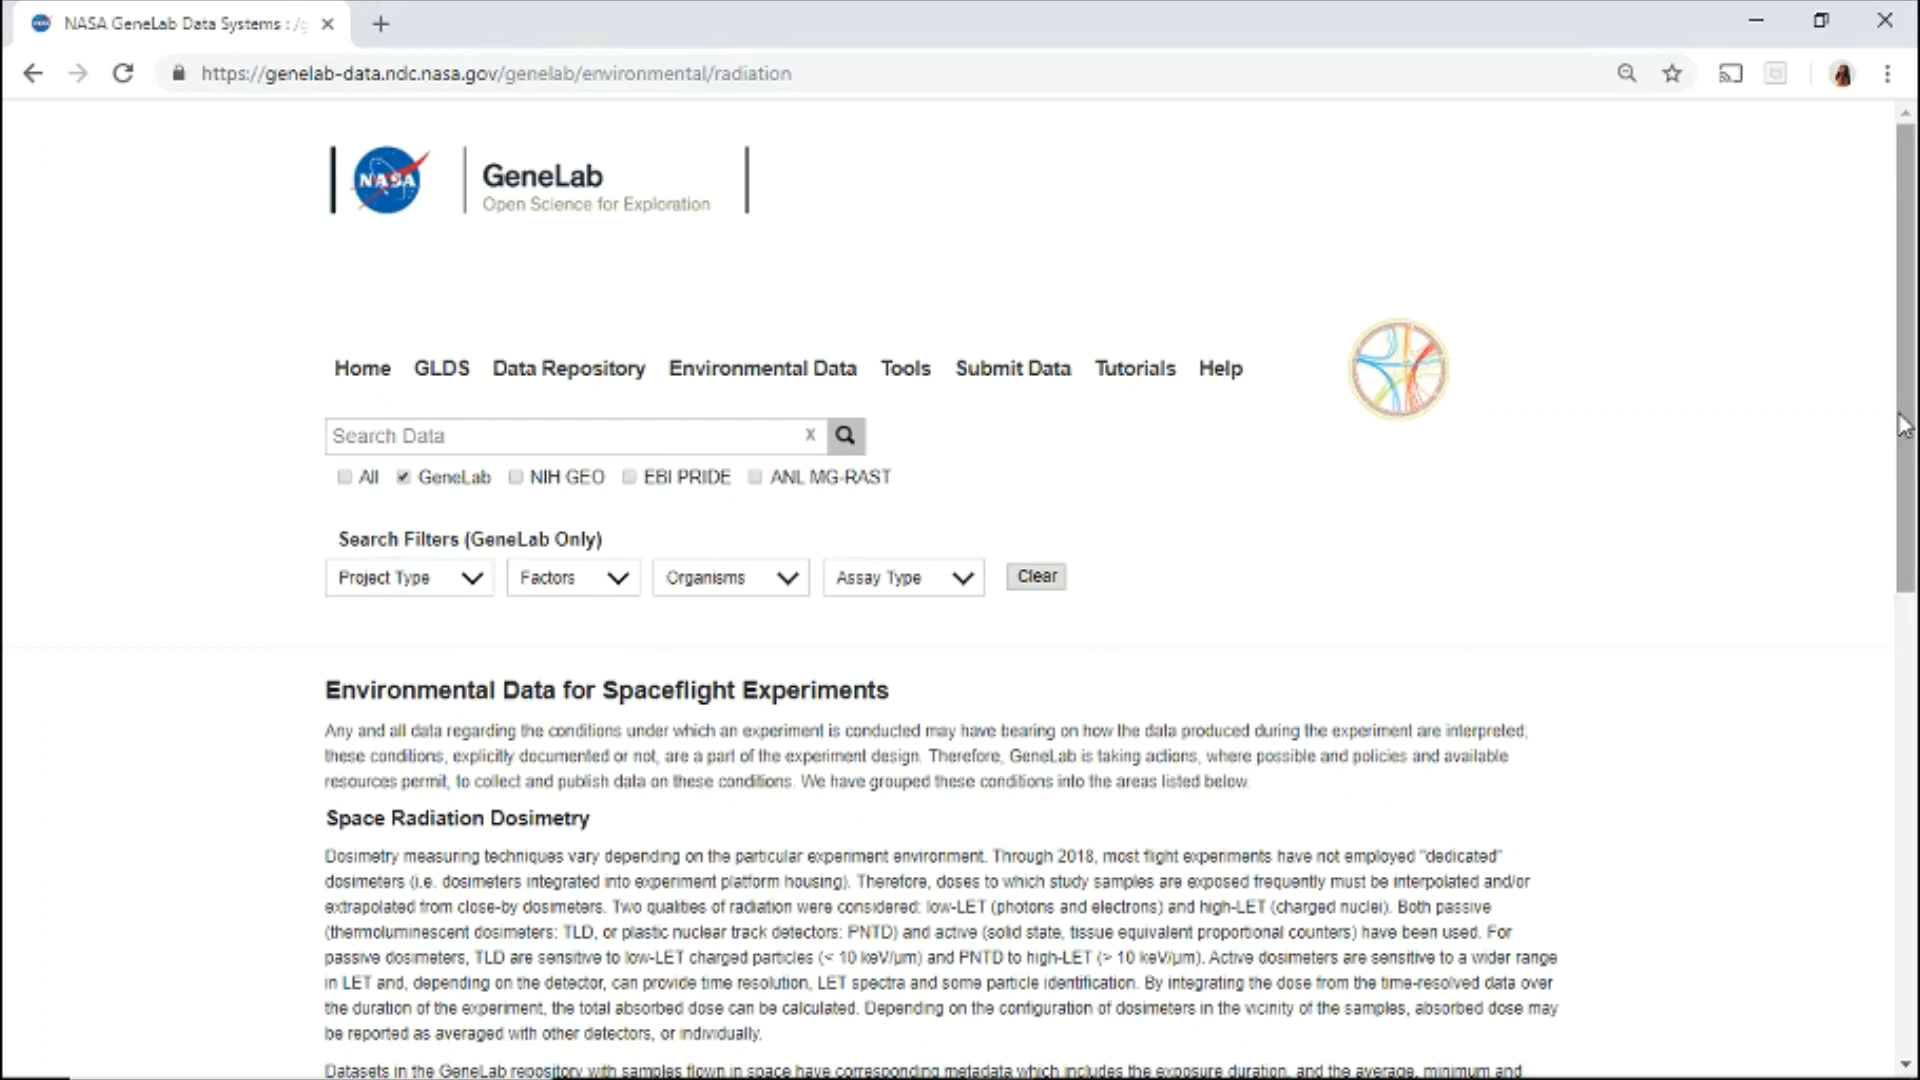 NASA GeneLab Data Systems : /g
https://genelab-data.ndc.nasa.gov/genelab/environmental/radiation
NASA
GeneLab
Open Science for Exploration
Home GLDS Data Repository Environmental Data Tools Submit Data Tutorials Help
Search Data X
All GeneLab NIH GEO EBI PRIDE ANL MG-RAST
Search Filters (GeneLab Only)
Project Type Factors Organisms Assay Type Clear
Environmental Data for Spaceflight Experiments
Any and all data regarding the conditions under which an experiment is conducted may have bearing on how the data produced during the experiment are interpreted;
these conditions, explicitly documented or not, are a part of the experiment design. Therefore, GeneLab is taking actions, where possible and policies and available
resources permit, to collect and publish data on these conditions. We have grouped these conditions into the areas listed below.
Space Radiation Dosimetry
Dosimetry measuring techniques vary depending on the particular experiment environment. Through 2018, most flight experiments have not employed "dedicated"
dosimeters (i.e. dosimeters integrated into experiment platform housing). Therefore, doses to which study samples are exposed frequently must be interpolated and/or
extrapolated from close-by dosimeters. Two qualities of radiation were considered: low-LET (photons and electrons) and high-LET (charged nuclei). Both passive
(thermoluminescent dosimeters: TLD, or plastic nuclear track detectors: PNTD) and active (solid state, tissue equivalent proportional counters) have been used. For
passive dosimeters, TLD are sensitive to low-LET charged particles (< 10 keV/µm) and PNTD to high-LET (> 10 keV/µm). Active dosimeters are sensitive to a wider range
in LET and, depending on the detector, can provide time resolution, LET spectra and some particle identification. By integrating the dose from the time-resolved data over
the duration of the experiment, the total absorbed dose can be calculated. Depending on the configuration of dosimeters in the vicinity of the samples, absorbed dose may
be reported as averaged with other detectors, or individually.
Datasets in the GeneLab repository with samples flown in space have corresponding metadata which includes the exposure duration, and the average, minimum and